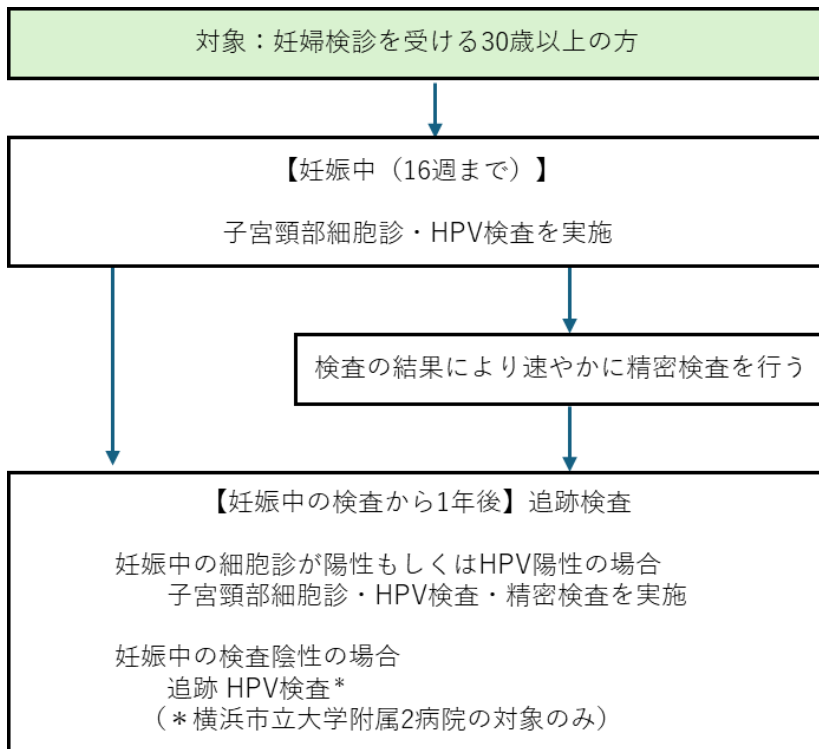 対象：妊婦検診を受ける30歳以上の方
【妊娠中（16週まで）】
子宮頸部細胞診・HPV検査を実施
検査の結果により速やかに精密検査を行う
【妊娠中の検査から1年後】追跡検査
妊娠中の細胞診が陽性もしくはHPV陽性の場合
子宮頸部細胞診・HPV検査・精密検査を実施
妊娠中の検査陰性の場合
追跡 HPV検査*
（＊横浜市立大学附属2病院の対象のみ）